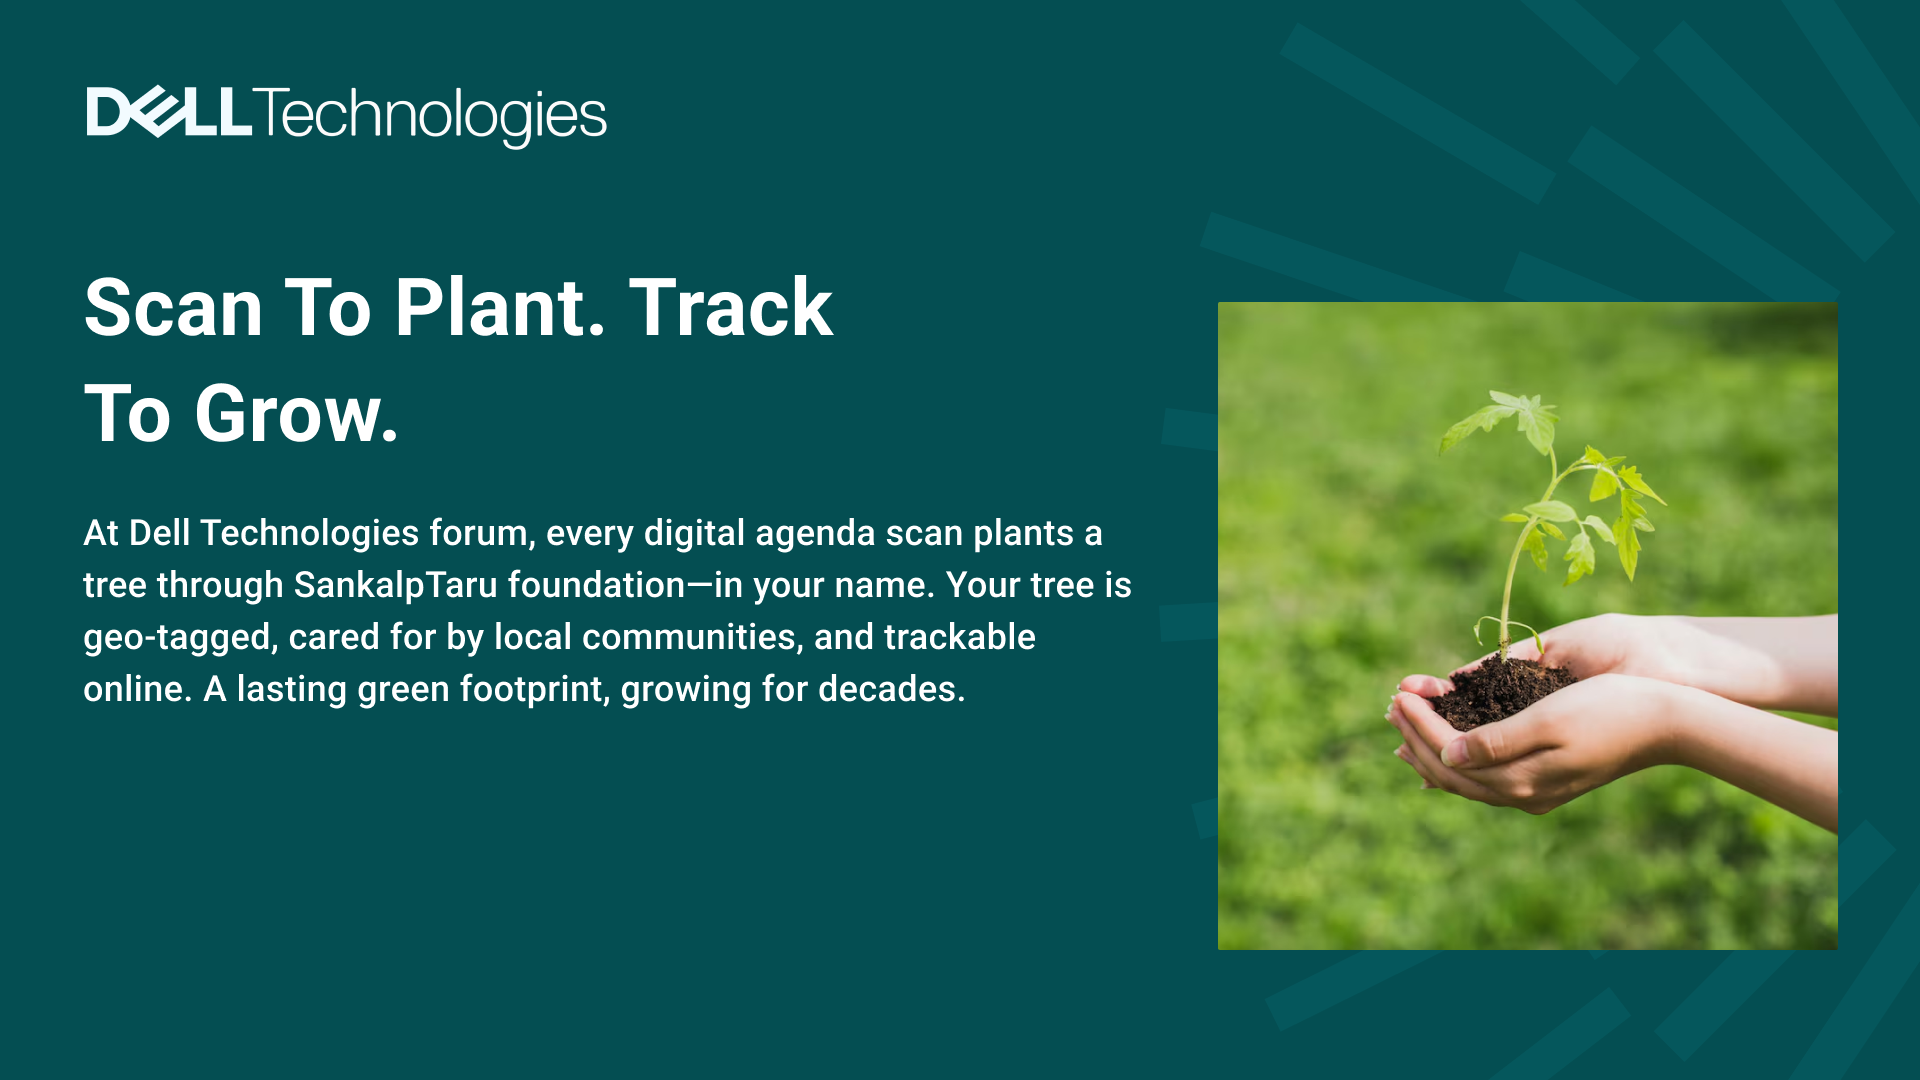 DELL Technologies
Scan To Plant. Track
To Grow.
At Dell Technologies forum, every digital agenda scan plants a
tree through SankalpTaru foundation—in your name. Your tree is
geo-tagged, cared for by local communities, and trackable
online. A lasting green footprint, growing for decades.